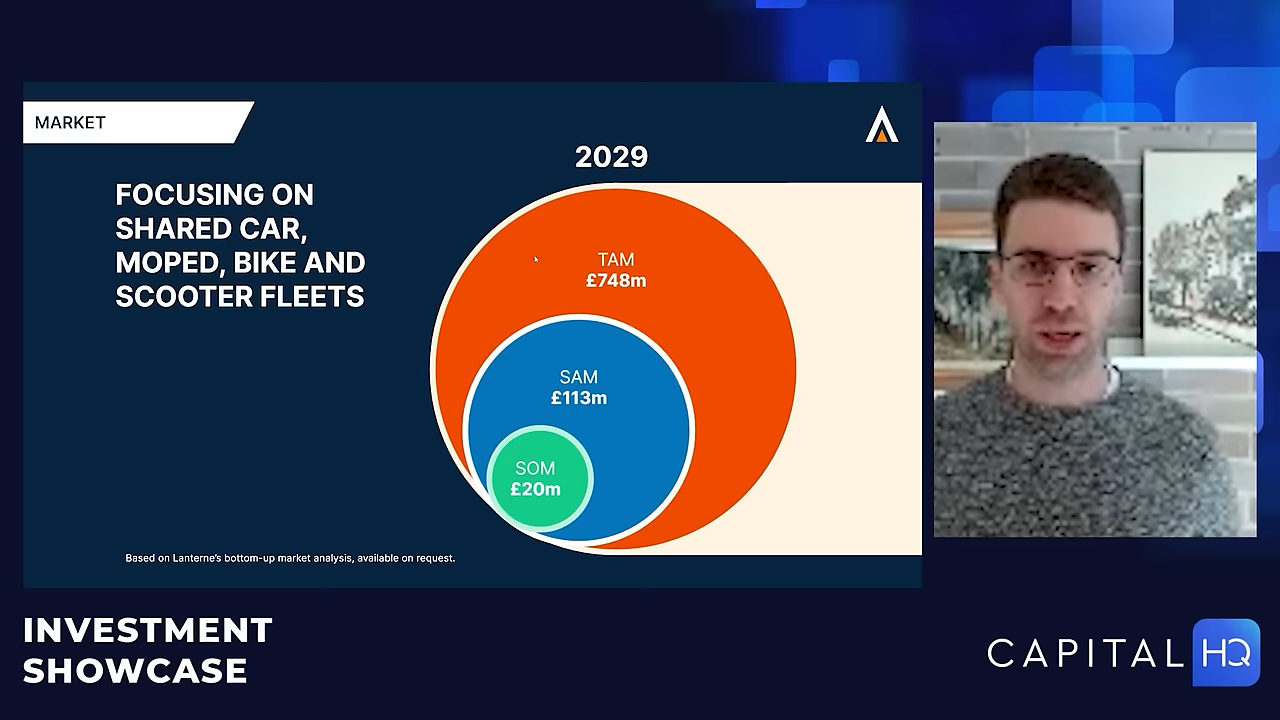 MARKET
2029
FOCUSING ON
SHARED CAR,
MOPED, BIKE AND
SCOOTER FLEETS
TAM
£748m
SAM
£113m
SOM
£20m
Based on Lanterne's bottom-up market analysis, available on request.
INVESTMENT
SHOWCASE
CAPITAL HQ